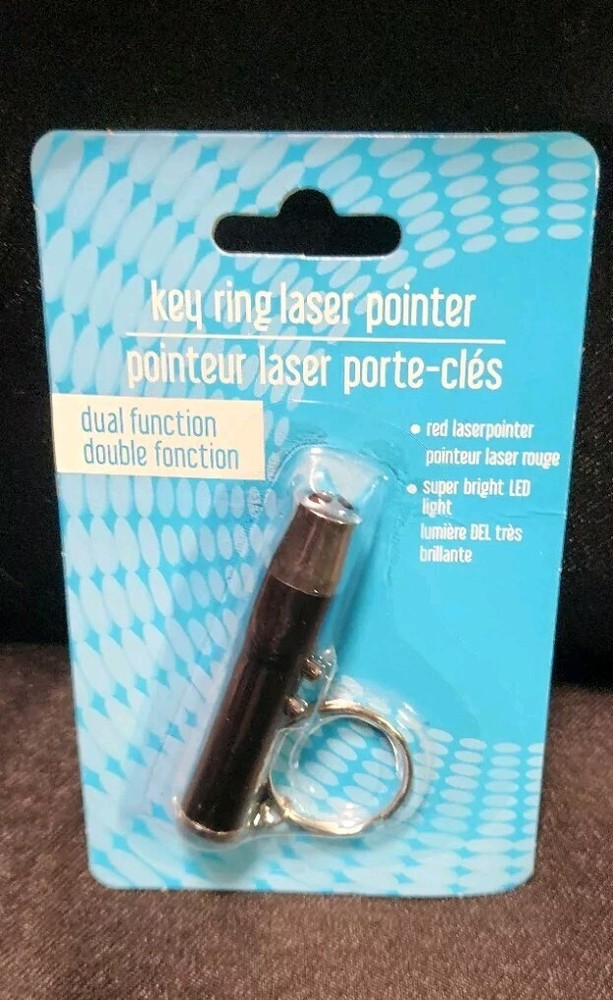 key ring laser pointer
pointeur laser porte-clés
dual function
double fonction
• red laserpointer
pointeur laser rouge
• super bright LED
light
lumière DEL très
brillante